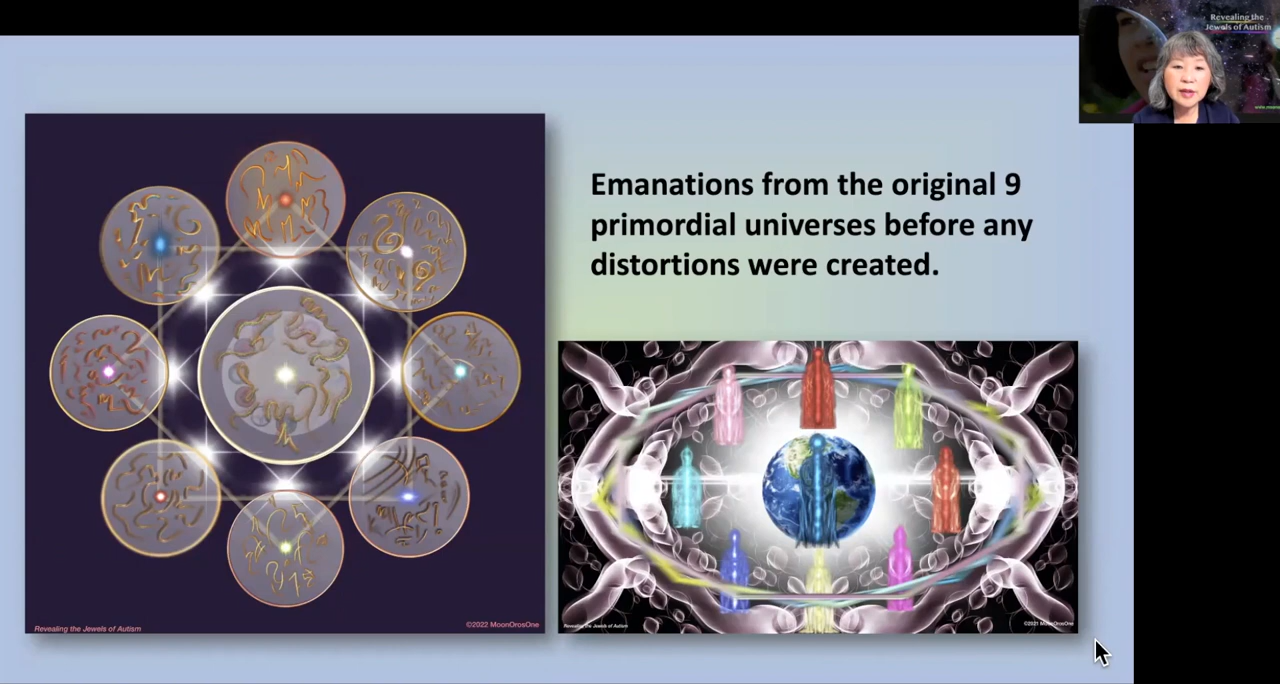 Revealing the
Jewels of Autism
Emanations from the original 9
primordial universes before any
distortions were created.
Revealing the Jewels of Autism
©2022 MoonOrosOne
Revealing the Jewels of Autism
©2021 MoonOrosOne